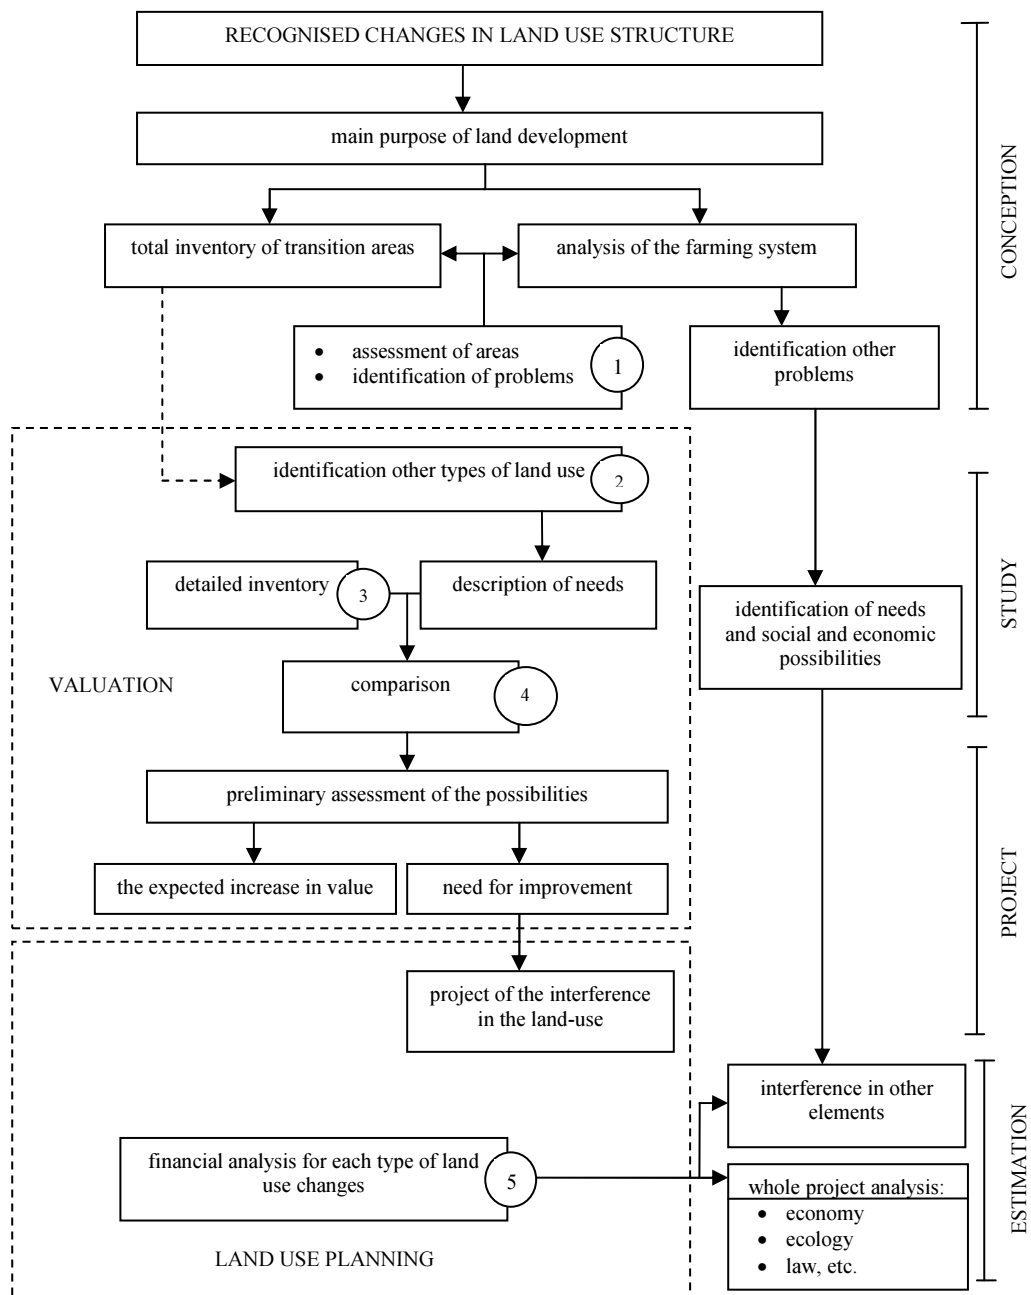 RECOGNISED CHANGES IN LAND USE STRUCTURE
main purpose of land development
total inventory of transition areas
analysis of the farming system
• assessment of areas
• identification of problems
1
identification other
problems
CONCEPTION
identification other types of land use
2
detailed inventory
3
description of needs
identification of needs
and social and economic
possibilities
STUDY
VALUATION
comparison
4
preliminary assessment of the possibilities
the expected increase in value
need for improvement
PROJECT
project of the interference
in the land-use
interference in other
elements
financial analysis for each type of land
use changes
5
whole project analysis:
• economy
• ecology
• law, etc.
ESTIMATION
LAND USE PLANNING